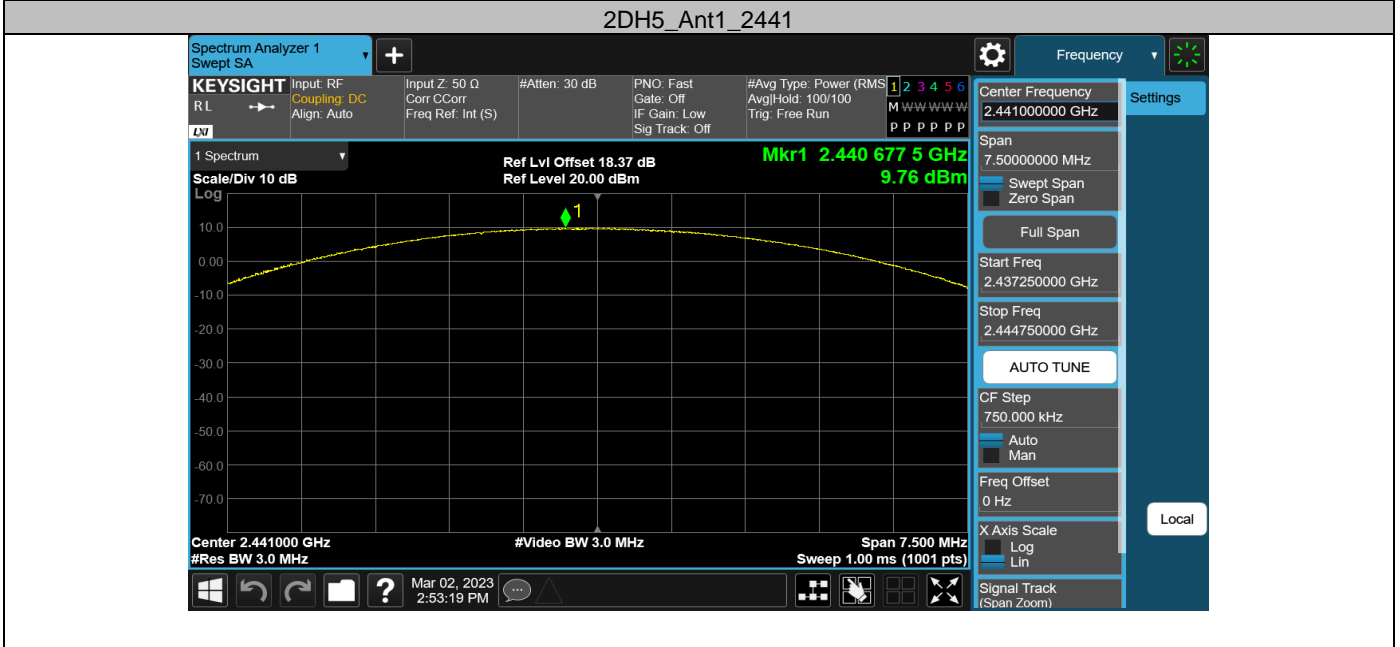 2DH5_Ant1_2441
Spectrum Analyzer 1
Swept SA
+
Frequency
KEYSIGHT
RL
LXI
Input: RF
Coupling: DC
Align: Auto
Input Z: 50 Ω
Corr CCorr
Freq Ref: Int (S)
#Atten: 30 dB
PNO: Fast
Gate: Off
IF Gain: Low
Sig Track: Off
#Avg Type: Power (RMS
Avg|Hold: 100/100
Trig: Free Run
1 2 3 4 5 6
M W W W W W
P P P P P P
1 Spectrum
Scale/Div 10 dB
Log
Ref Lvl Offset 18.37 dB
Ref Level 20.00 dBm
Mkr1 2.440 677 5 GHz
9.76 dBm
1
10.0
0.00
-10.0
-20.0
-30.0
-40.0
-50.0
-60.0
-70.0
Center 2.441000 GHz
#Res BW 3.0 MHz
#Video BW 3.0 MHz
Span 7.500 MHz
Sweep 1.00 ms (1001 pts)
Center Frequency
2.441000000 GHz
Settings
Span
7.50000000 MHz
Swept Span
Zero Span
Full Span
Start Freq
2.437250000 GHz
Stop Freq
2.444750000 GHz
AUTO TUNE
CF Step
750.000 kHz
Auto
Man
Freq Offset
0 Hz
X Axis Scale
Log
Lin
Local
Signal Track
(Span Zoom)
?
Mar 02, 2023
2:53:19 PM